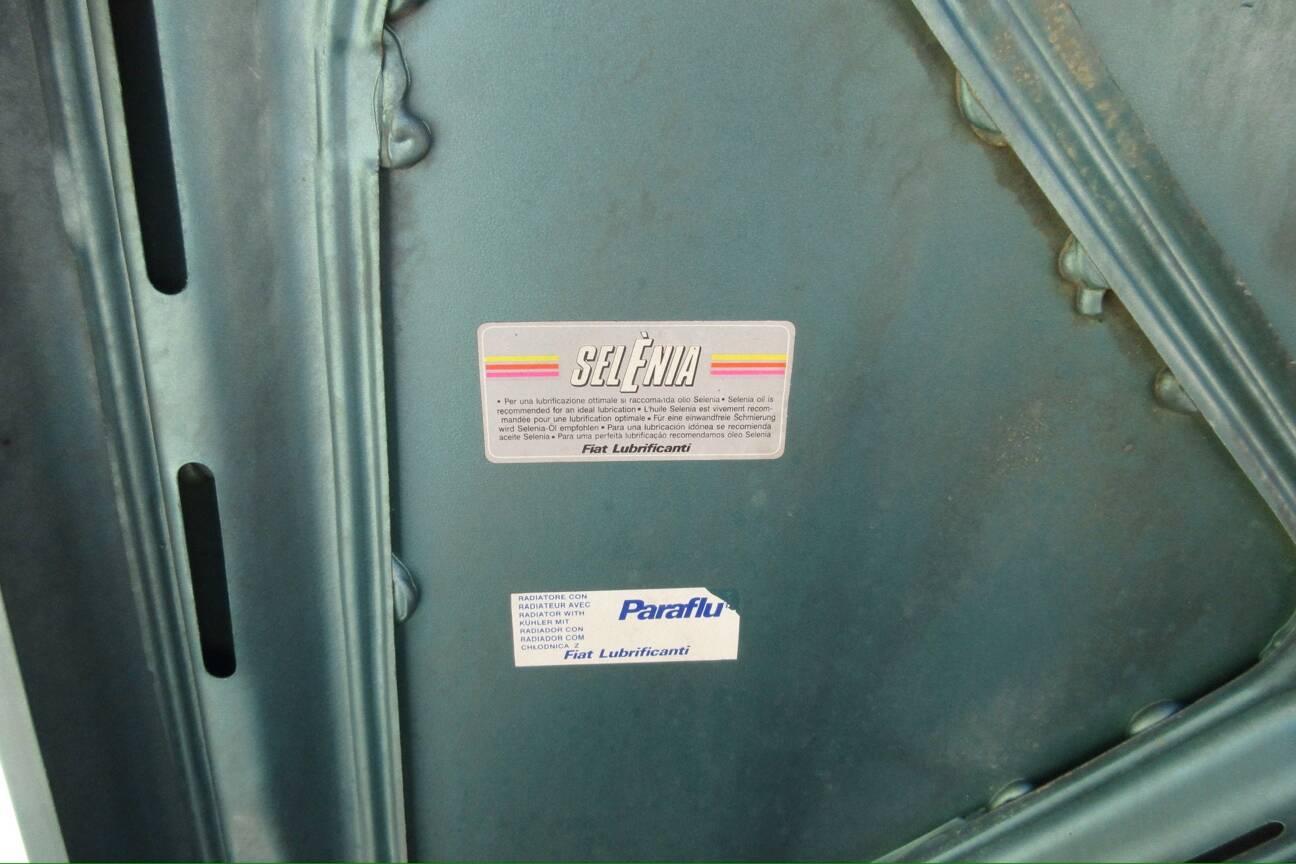 SELÈNIA
• Per una lubrificazione ottimale si raccomanda olio Selenia • Selenia oil is
recommended for an ideal lubrication • L'huile Selenia est vivement recom-
mandée pour une lubrification optimale • Für eine einwandfreie Schmierung
wird Selenia-Öl empfohlen • Para una lubricación idónea se recomienda
aceite Selenia • Para uma perfeita lubrificação recomendamos óleo Selenia
Fiat Lubrificanti
RADIATORE CON
RADIATEUR AVEC
RADIATOR WITH
KÜHLER MIT
RADIADOR CON
RADIADOR COM
CHŁODNICA Z
Paraflu
Fiat Lubrificanti